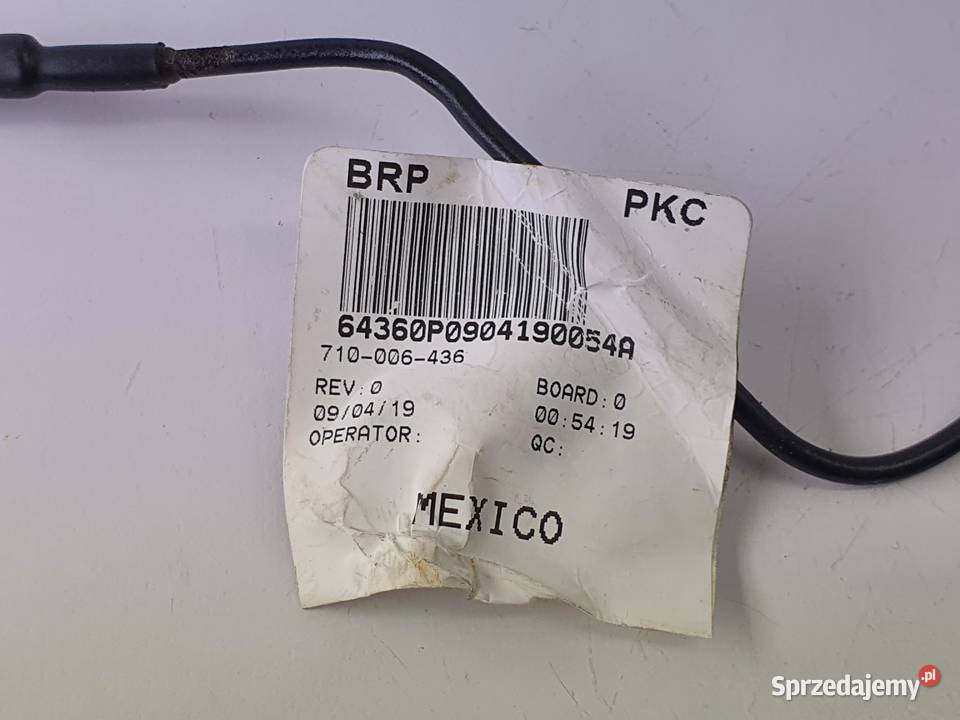 BRP PKC
64360P0904190054A
710-006-436
REV:0 BOARD:0
09/04/19 00:54:19
OPERATOR: QC:
MEXICO
Sprzedajemy.pl